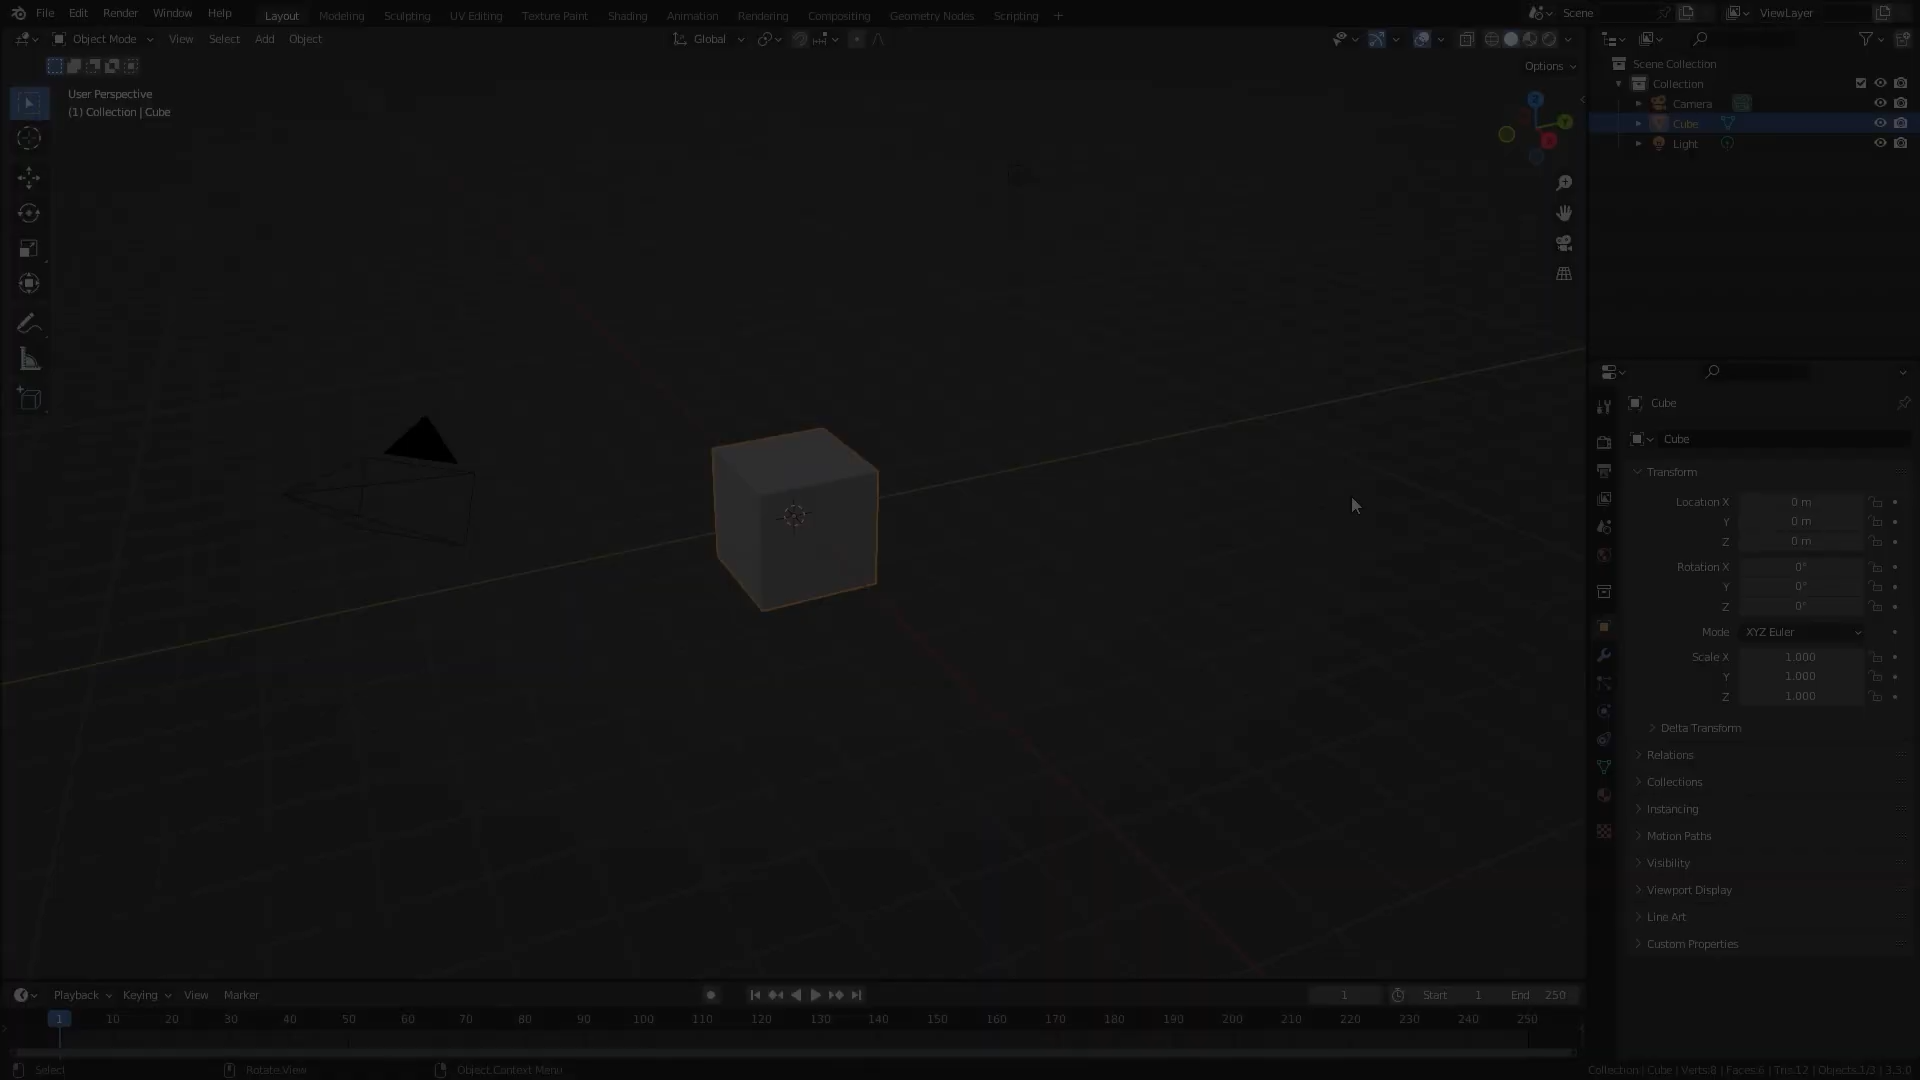 File Edit Render Window Help Layout Modeling Sculpting UV Editing Texture Paint Shading Animation Rendering Compositing Geometry Nodes Scripting + Scene ViewLayer
Object Mode View Select Add Object Global
Options
User Perspective
(1) Collection | Cube
Scene Collection
Collection
Camera
Cube
Light
Z
Y
X
Cube
Cube
Transform
Location X 0 m
Y 0 m
Z 0 m
Rotation X 0°
Y 0°
Z 0°
Mode XYZ Euler
Scale X 1.000
Y 1.000
Z 1.000
Delta Transform
Relations
Collections
Instancing
Motion Paths
Visibility
Viewport Display
Line Art
Custom Properties
Playback Keying View Marker 1 Start 1 End 250
1 10 20 30 40 50 60 70 80 90 100 110 120 130 140 150 160 170 180 190 200 210 220 230 240 250
Select Rotate View Object Context Menu Collection | Cube | Verts:8 | Faces:6 | Tris:12 | Objects:1/3 | 3.3.0